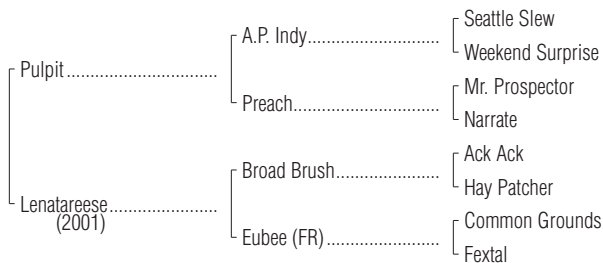 Seattle Slew
A.P. Indy
Weekend Surprise
Pulpit
Mr. Prospector
Preach
Narrate
Ack Ack
Broad Brush
Hay Patcher
Lenatareese
(2001)
Common Grounds
Eubee (FR)
Fextal